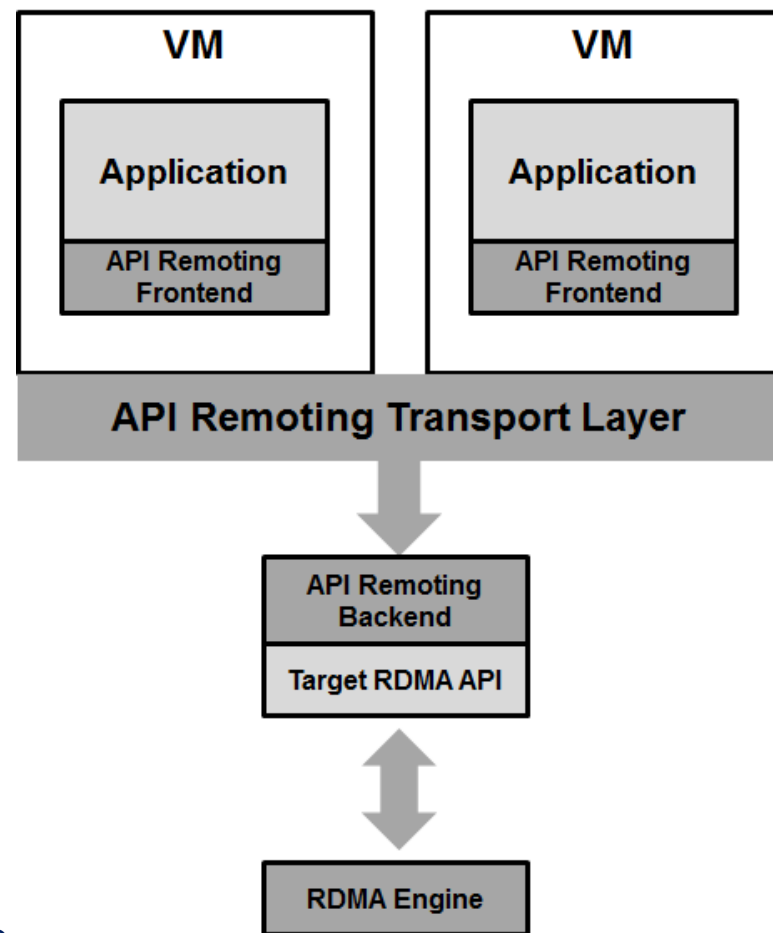 VM
VM
Application
Application
API Remoting
Frontend
API Remoting
Frontend
API Remoting Transport Layer
API Remoting
Backend
Target RDMA API
RDMA Engine